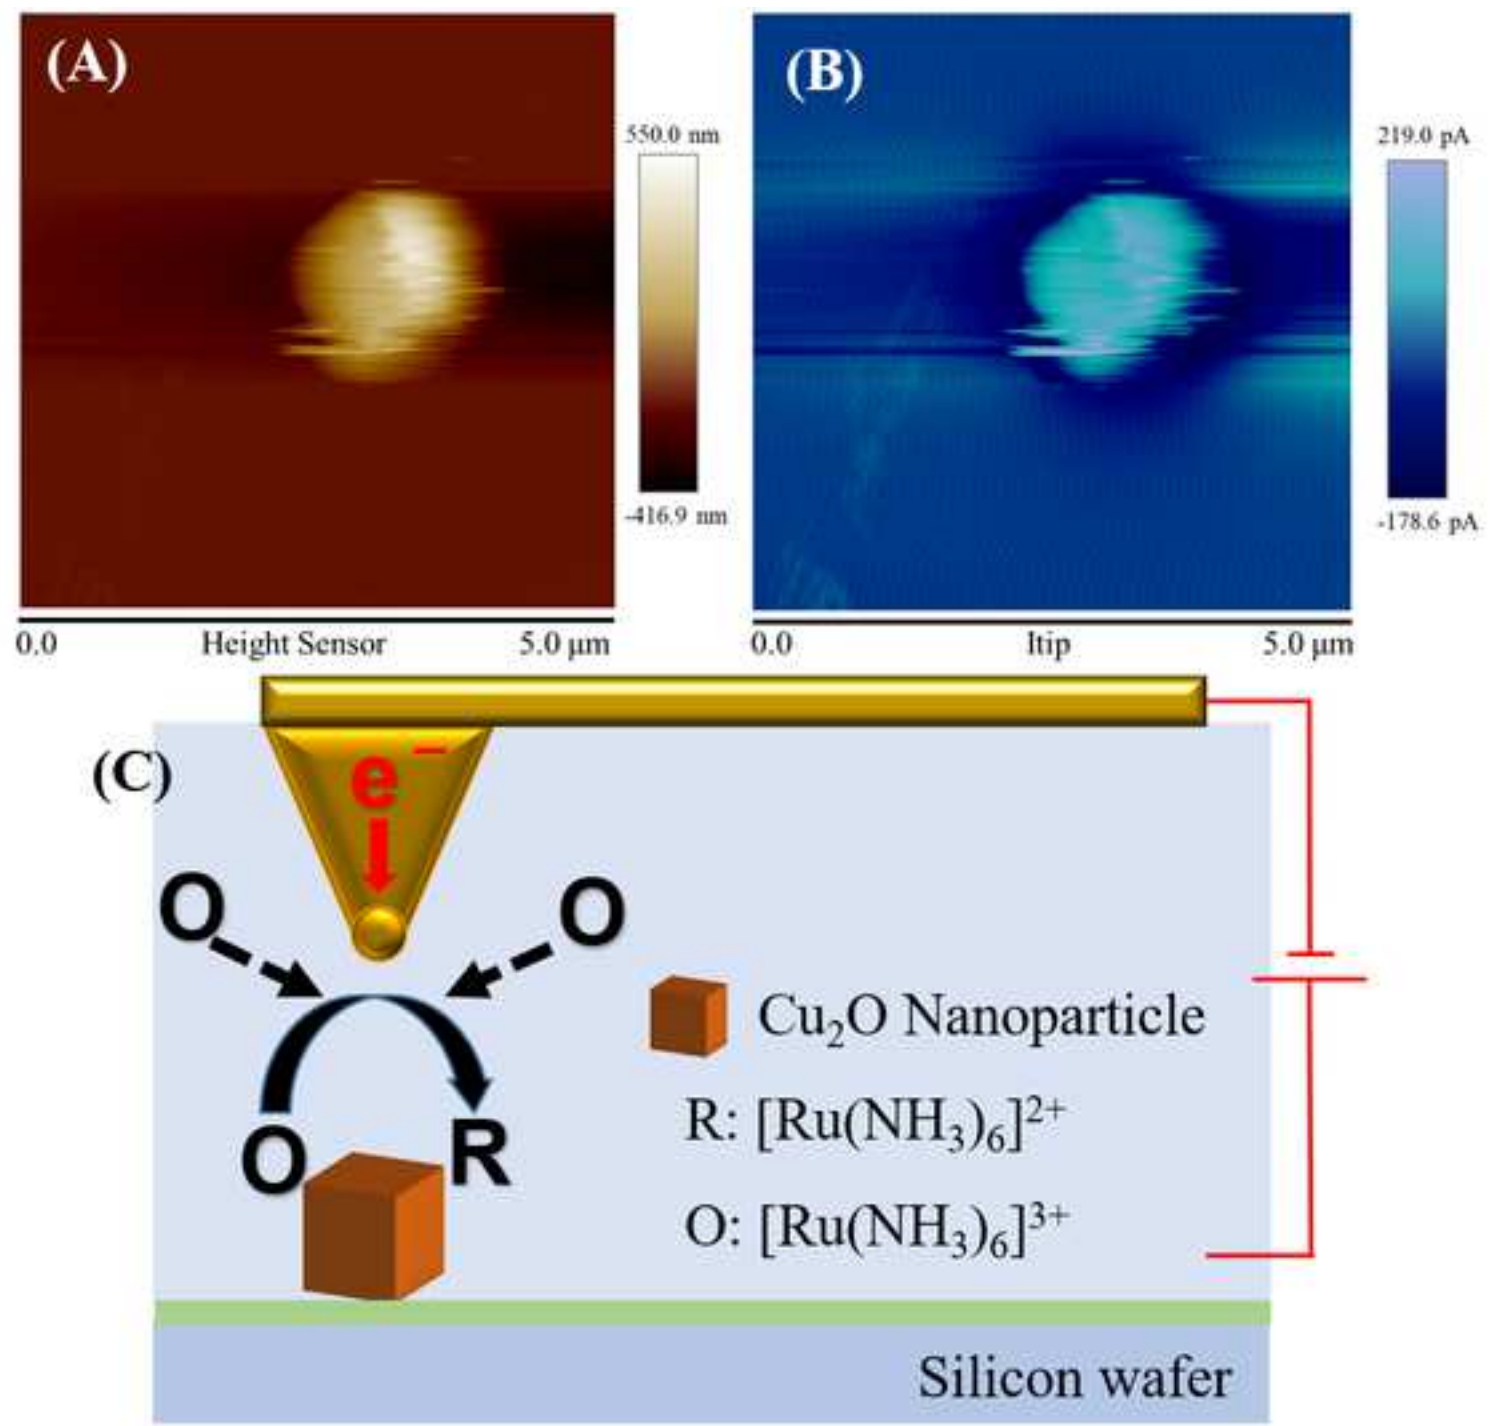 (A)
(B)
550.0 nm
-416.9 nm
219.0 pA
-178.6 pA
0.0 Height Sensor 5.0 μm
0.0 Itip 5.0 μm
(C)
e⁻
O
O
O
R
Cu₂O Nanoparticle
R: [Ru(NH₃)₆]²⁺
O: [Ru(NH₃)₆]³⁺
Silicon wafer